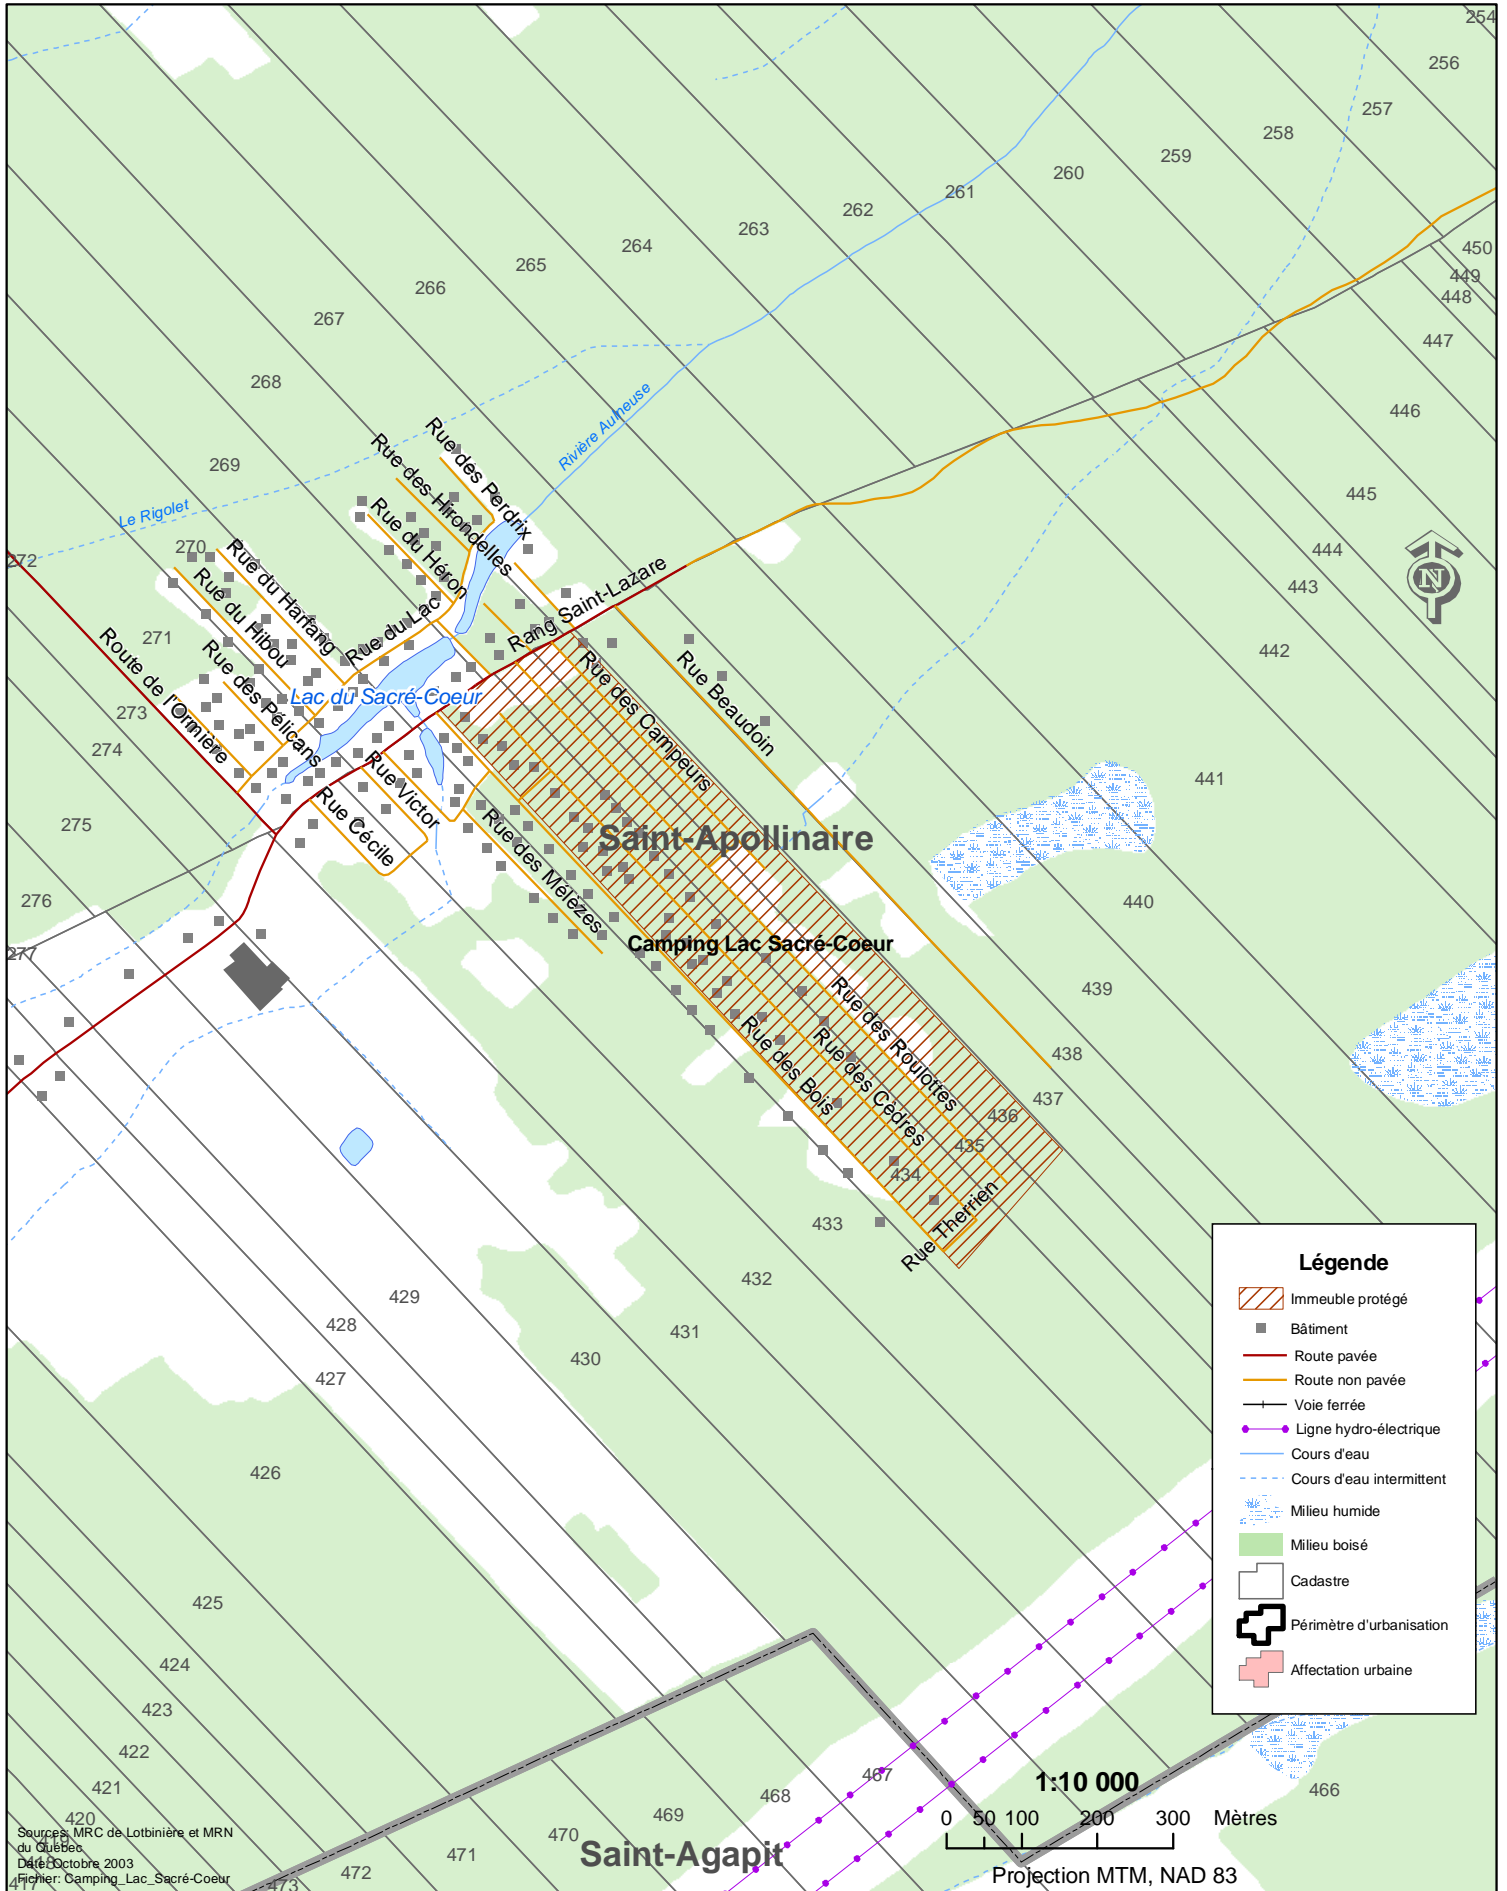 254
256
257
258
259
260
261
262
263
264
265
266
267
268
269
270
272
271
273
274
275
276
277
450
449
448
447
446
445
444
443
442
441
440
439
438
437
436
435
434
433
432
431
430
429
428
427
426
425
424
423
422
421
420
419
418
417
473
472
471
470
469
468
467
466
Rivière Aulneuse
Le Rigolet
Rue des Perdrix
Rue des Hirondelles
Rue du Héron
Rue du Harfang
Rue du Hibou
Rue du Lac
Rang Saint-Lazare
Rue des Pélicans
Route de l'Ormière
Lac du Sacré-Coeur
Rue Victor
Rue Cécile
Rue des Mélèzes
Rue des Campeurs
Rue Beaudoin
Saint-Apollinaire
Camping Lac Sacré-Coeur
Rue des Roulottes
Rue des Cèdres
Rue des Bois
Rue Therrien
N
Légende
Immeuble protégé
Bâtiment
Route pavée
Route non pavée
Voie ferrée
Ligne hydro-électrique
Cours d'eau
Cours d'eau intermittent
Milieu humide
Milieu boisé
Cadastre
Périmètre d'urbanisation
Affectation urbaine
Saint-Agapit
1:10 000
0 50 100 200 300 Mètres
Projection MTM, NAD 83
Sources: MRC de Lotbinière et MRN
du Québec
Date: Octobre 2003
Fichier: Camping_Lac_Sacré-Coeur